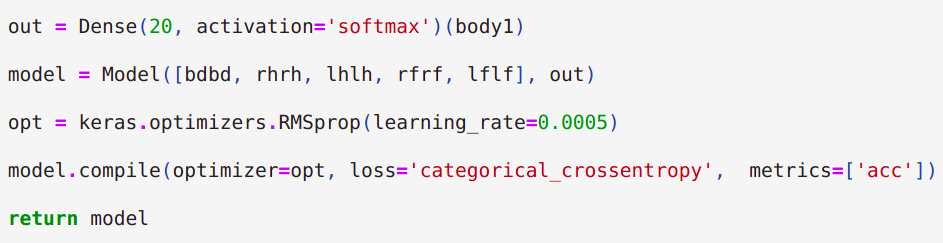 out = Dense(20, activation='softmax')(body1)
model = Model([bdbd, rhrh, lhlh, rfrf, lflf], out)
opt = keras.optimizers.RMSprop(learning_rate=0.0005)
model.compile(optimizer=opt, loss='categorical_crossentropy',  metrics=['acc'])
return model